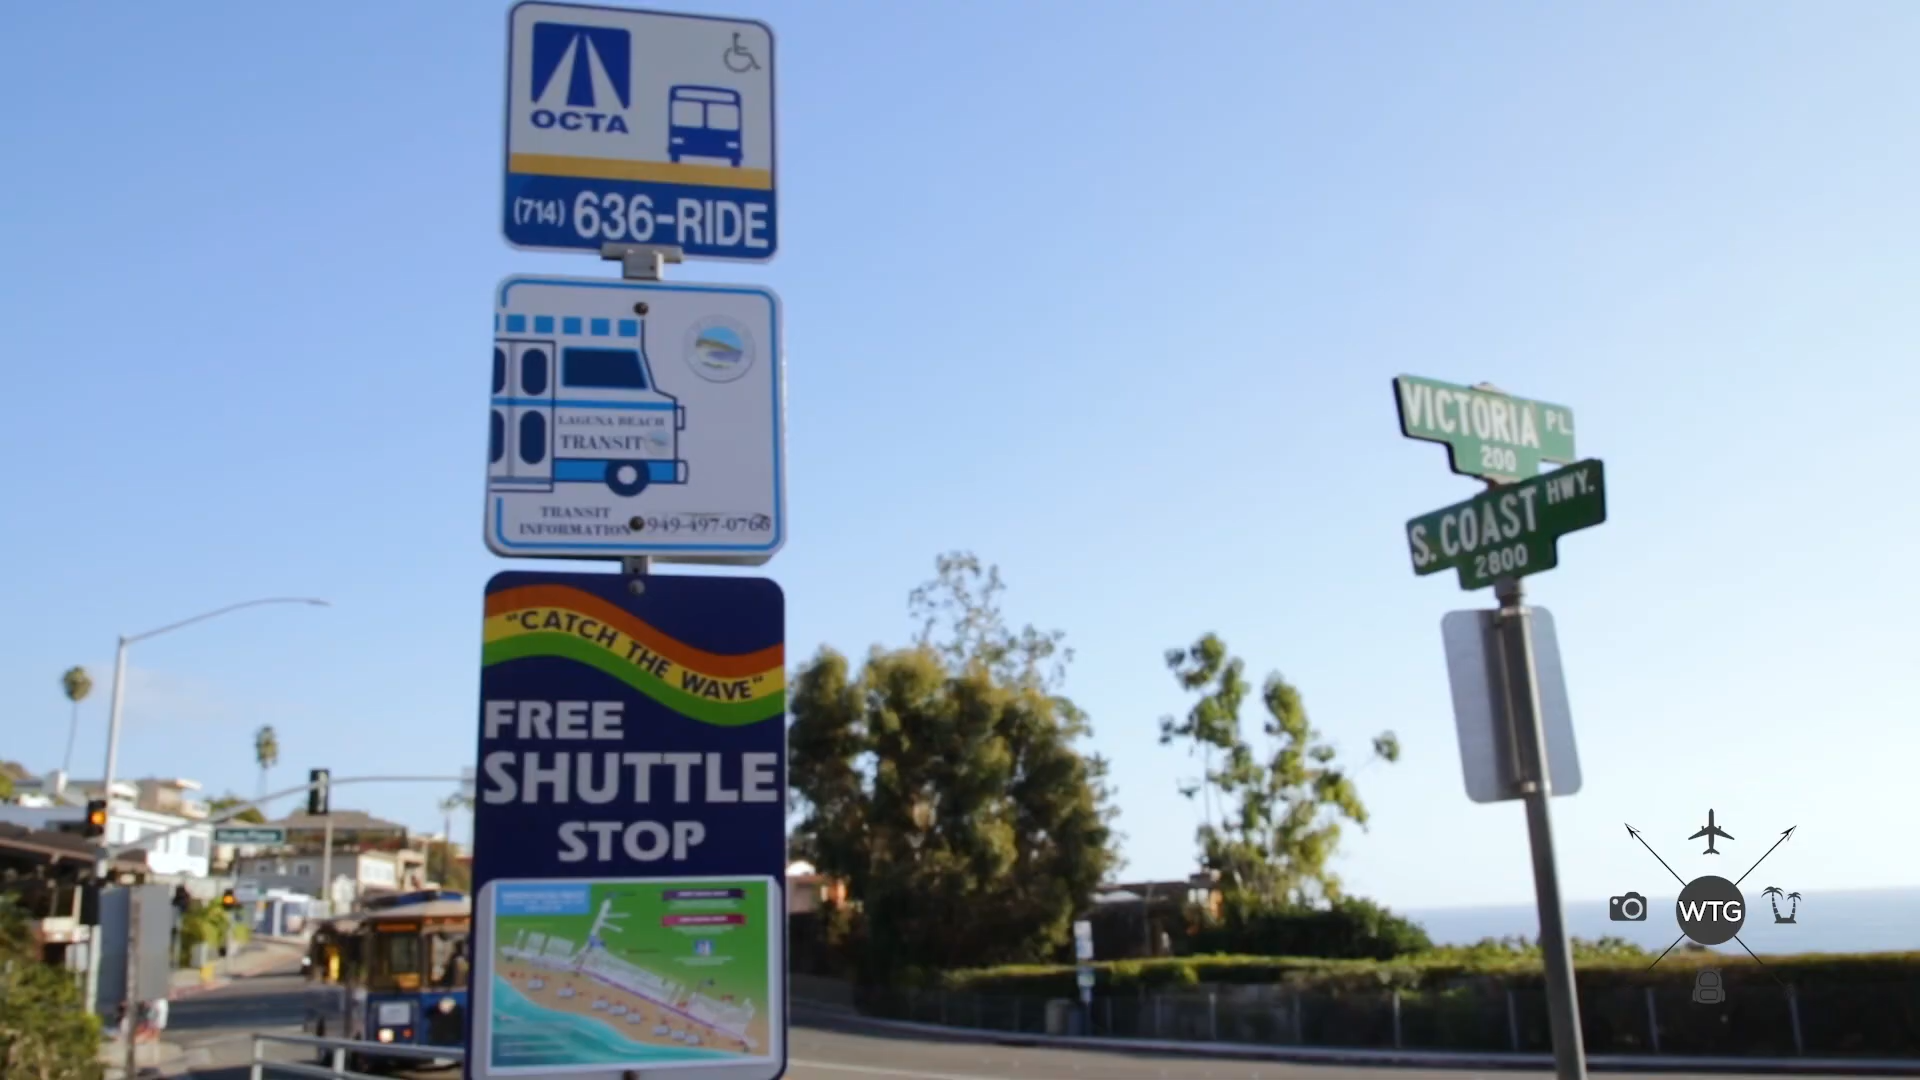 OCTA
(714) 636-RIDE
LAGUNA BEACH
TRANSIT
TRANSIT
INFORMATION 949-497-0766
"CATCH THE WAVE"
FREE
SHUTTLE
STOP
VICTORIA PL.
200
S. COAST HWY.
2800
WTG